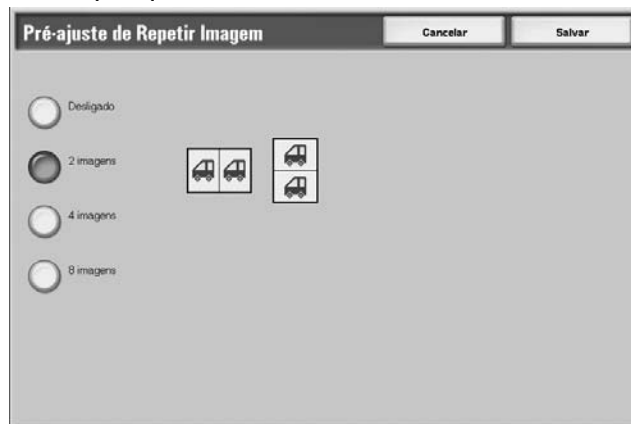 Pré-ajuste de Repetir Imagem
Cancelar
Salvar
Desligado
2 imagens
4 imagens
8 imagens